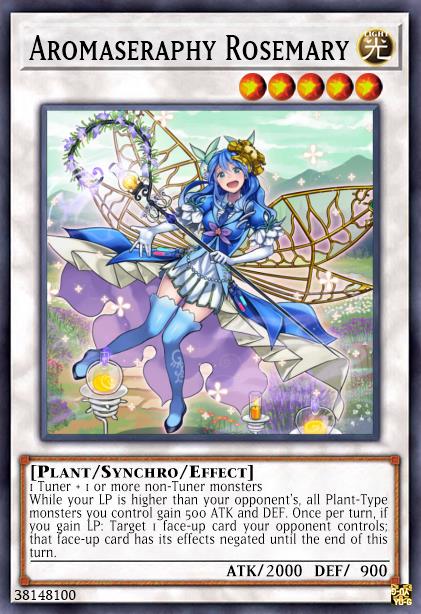 Aromaseraphy Rosemary
LIGHT
光
[Plant/Synchro/Effect]
1 Tuner + 1 or more non-Tuner monsters
While your LP is higher than your opponent's, all Plant-Type
monsters you control gain 500 ATK and DEF. Once per turn, if
you gain LP: Target 1 face-up card your opponent controls;
that face-up card has its effects negated until the end of this
turn.
ATK/2000 DEF/ 900
38148100